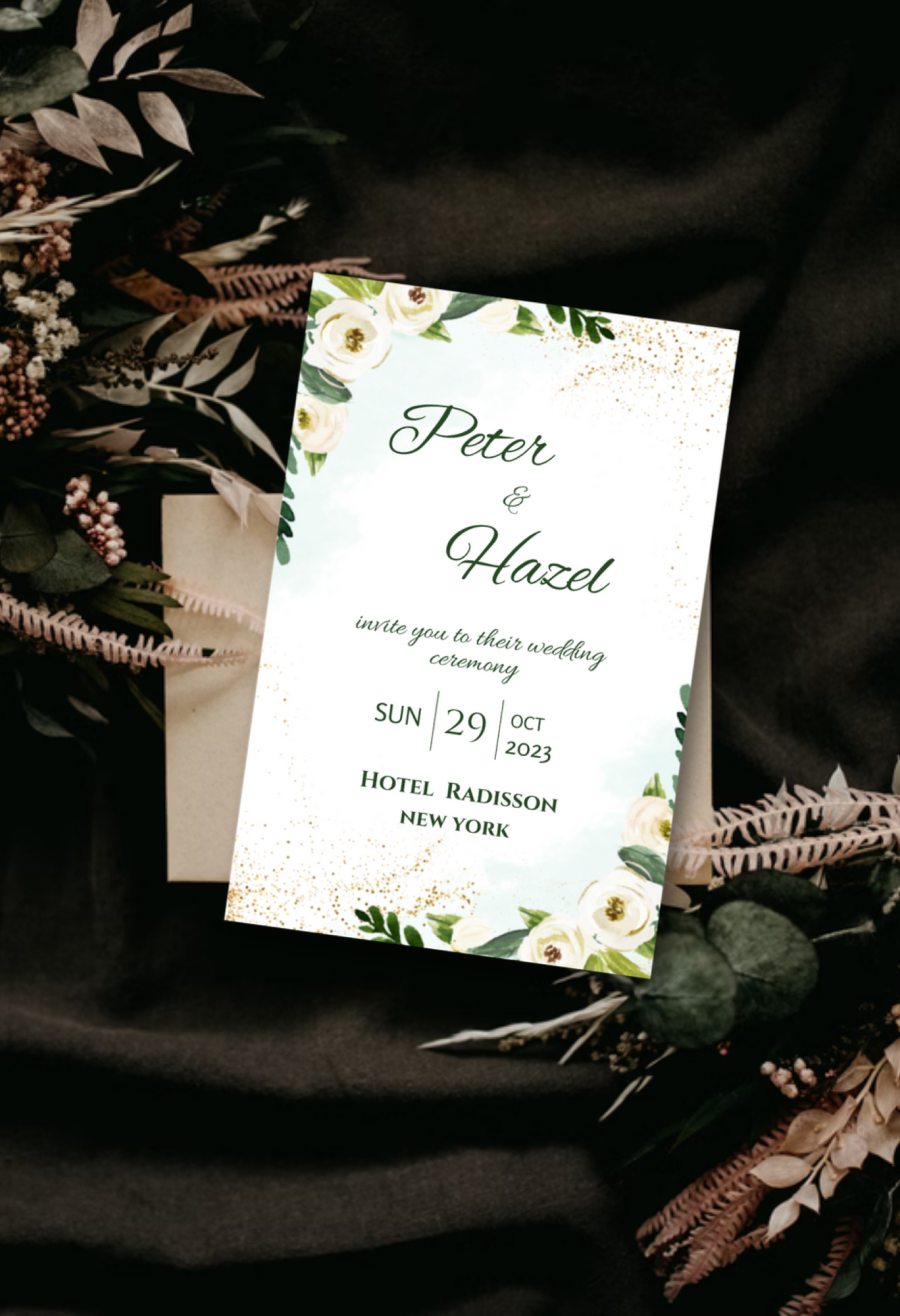 Peter
&
Hazel
invite you to their wedding
ceremony
SUN 29 OCT
2023
Hotel Radisson
New York